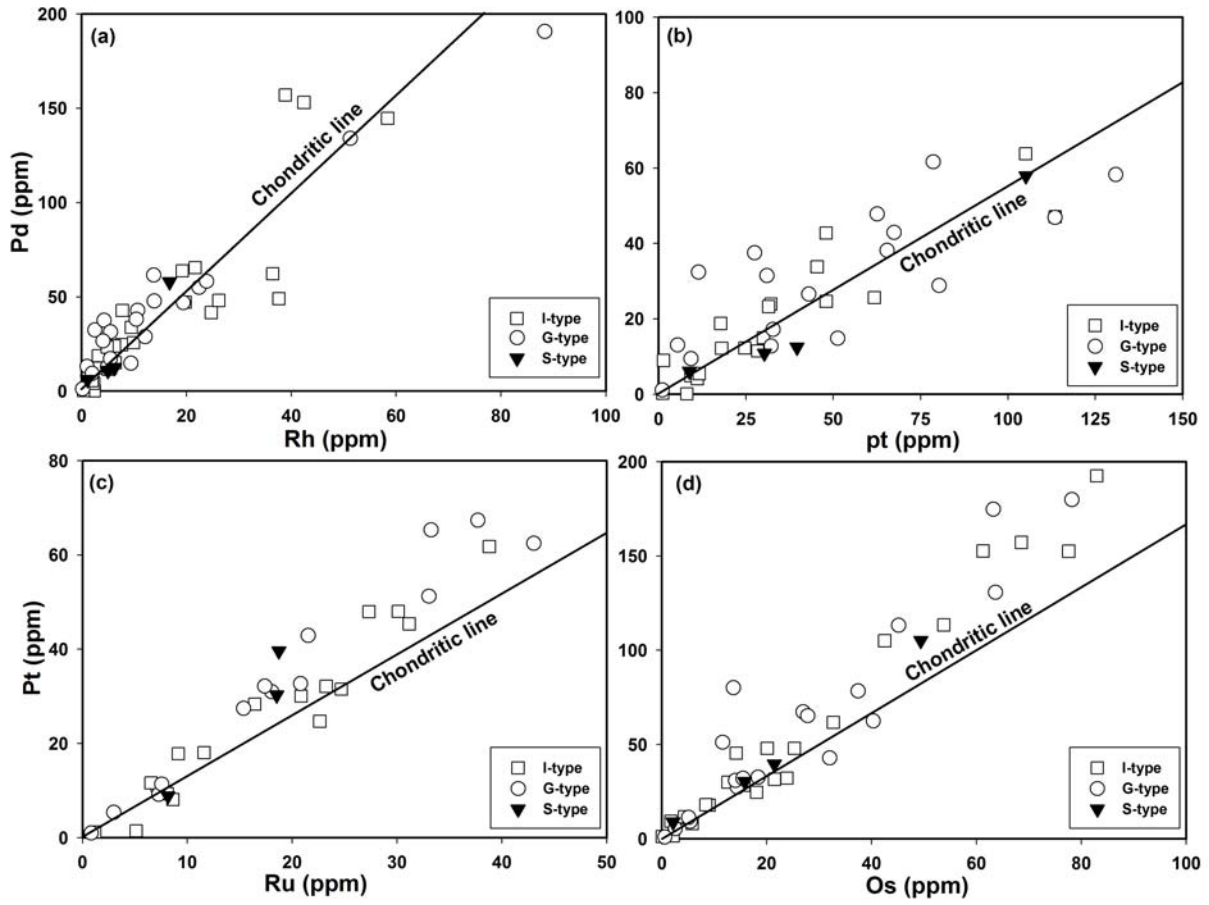 (a)
200
150
100
50
0
Pd (ppm)
Chondritic line
I-type
G-type
S-type
0 20 40 60 80 100
Rh (ppm)
(b)
100
80
60
40
20
0
Chondritic line
I-type
G-type
S-type
0 25 50 75 100 125 150
pt (ppm)
(c)
80
60
40
20
0
Pt (ppm)
Chondritic line
I-type
G-type
S-type
0 10 20 30 40 50
Ru (ppm)
(d)
200
150
100
50
0
Chondritic line
I-type
G-type
S-type
0 20 40 60 80 100
Os (ppm)